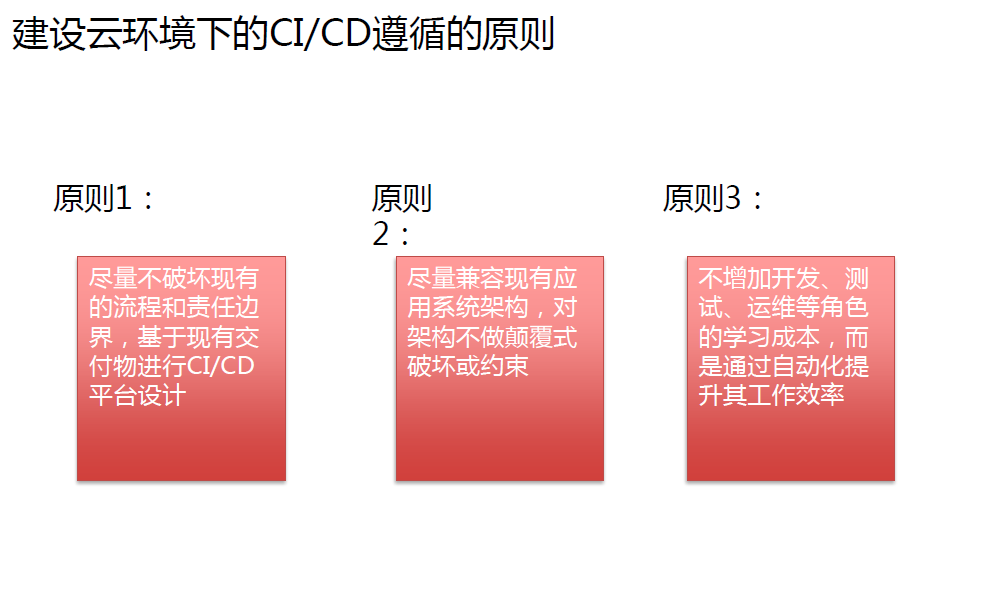 建设云环境下的CI/CD遵循的原则
原则1：
尽量不破坏现有
的流程和责任边
界，基于现有交
付物进行CI/CD
平台设计
原则
2：
尽量兼容现有应
用系统架构，对
架构不做颠覆式
破坏或约束
原则3：
不增加开发、测
试、运维等角色
的学习成本，而
是通过自动化提
升其工作效率